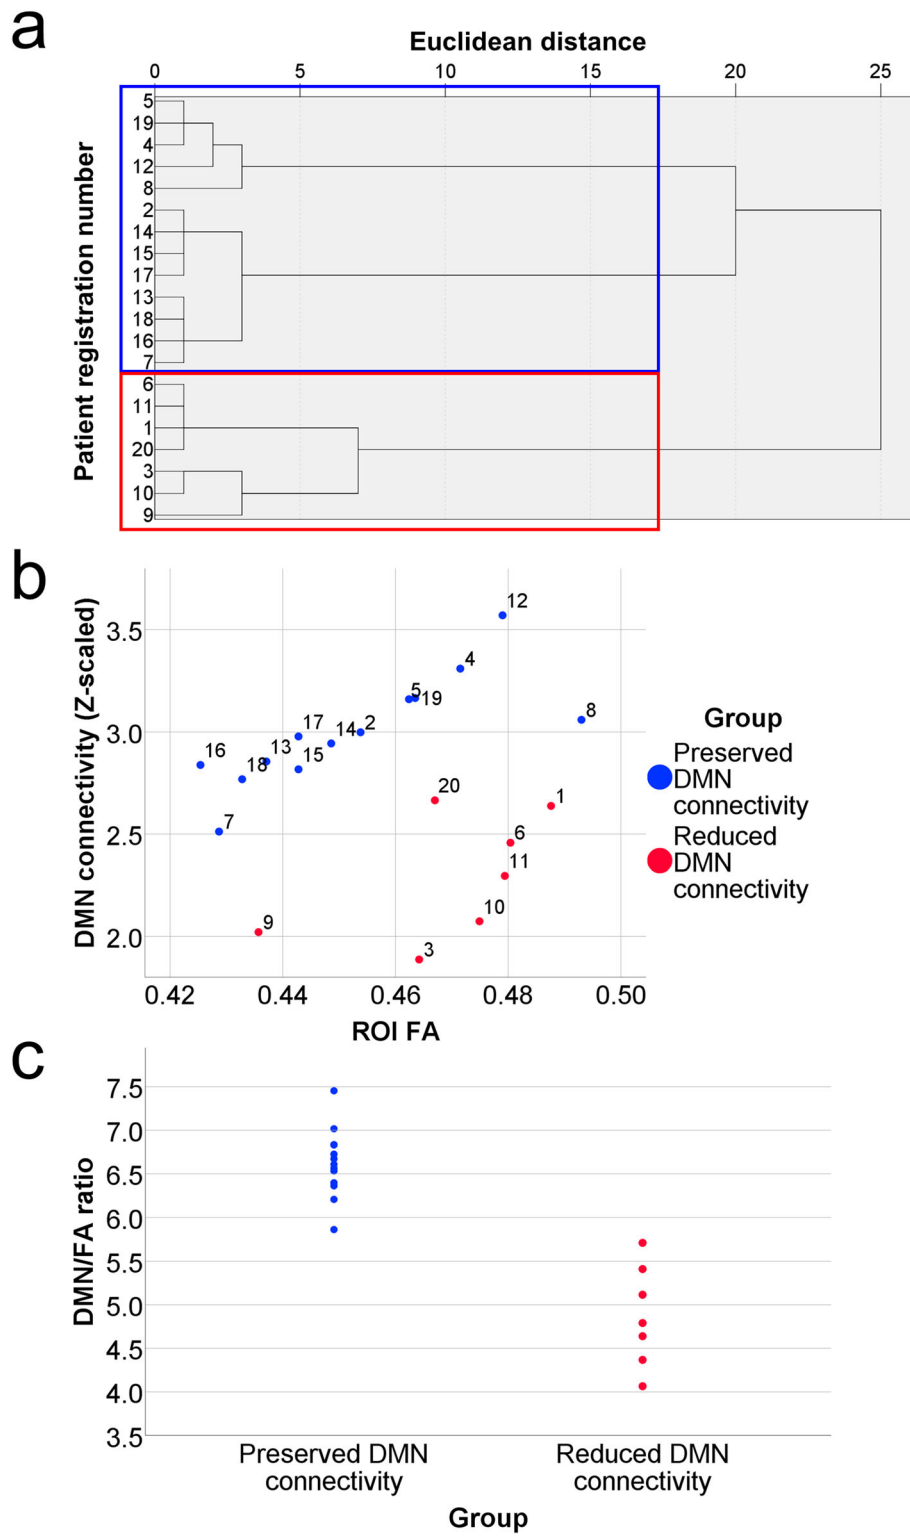 a
Euclidean distance
0 5 10 15 20 25
Patient registration number
5
19
4
12
8
2
14
15
17
13
18
16
7
6
11
1
20
3
10
9
b
DMN connectivity (Z-scaled)
3.5
3.0
2.5
2.0
12
4
5
19
8
17
14
2
16
13
18
15
20
1
7
6
11
10
9
3
0.42 0.44 0.46 0.48 0.50
ROI FA
Group
Preserved
DMN
connectivity
Reduced
DMN
connectivity
c
DMN/FA ratio
7.5
7.0
6.5
6.0
5.5
5.0
4.5
4.0
3.5
Preserved DMN
connectivity
Reduced DMN
connectivity
Group